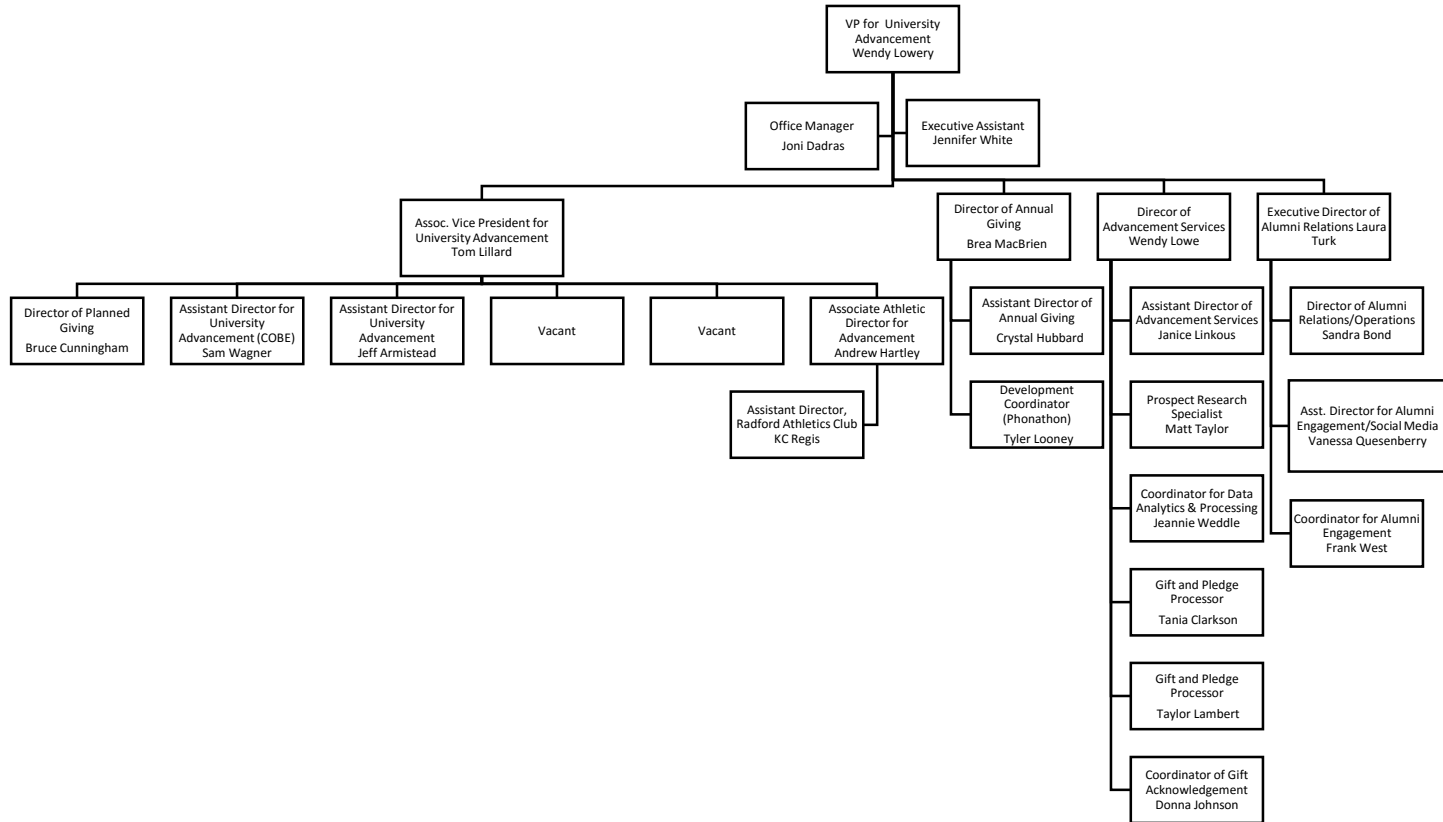 VP for University
Advancement
Wendy Lowery
Office Manager
Joni Dadras
Executive Assistant
Jennifer White
Assoc. Vice President for
University Advancement
Tom Lillard
Director of Annual
Giving
Brea MacBrien
Direcor of
Advancement Services
Wendy Lowe
Executive Director of
Alumni Relations Laura
Turk
Director of Planned
Giving
Bruce Cunningham
Assistant Director for
University
Advancement (COBE)
Sam Wagner
Assistant Director for
University
Advancement
Jeff Armistead
Vacant
Vacant
Associate Athletic
Director for
Advancement
Andrew Hartley
Assistant Director,
Radford Athletics Club
KC Regis
Assistant Director of
Annual Giving
Crystal Hubbard
Development
Coordinator
(Phonathon)
Tyler Looney
Assistant Director of
Advancement Services
Janice Linkous
Prospect Research
Specialist
Matt Taylor
Coordinator for Data
Analytics & Processing
Jeannie Weddle
Gift and Pledge
Processor
Tania Clarkson
Gift and Pledge
Processor
Taylor Lambert
Coordinator of Gift
Acknowledgement
Donna Johnson
Director of Alumni
Relations/Operations
Sandra Bond
Asst. Director for Alumni
Engagement/Social Media
Vanessa Quesenberry
Coordinator for Alumni
Engagement
Frank West